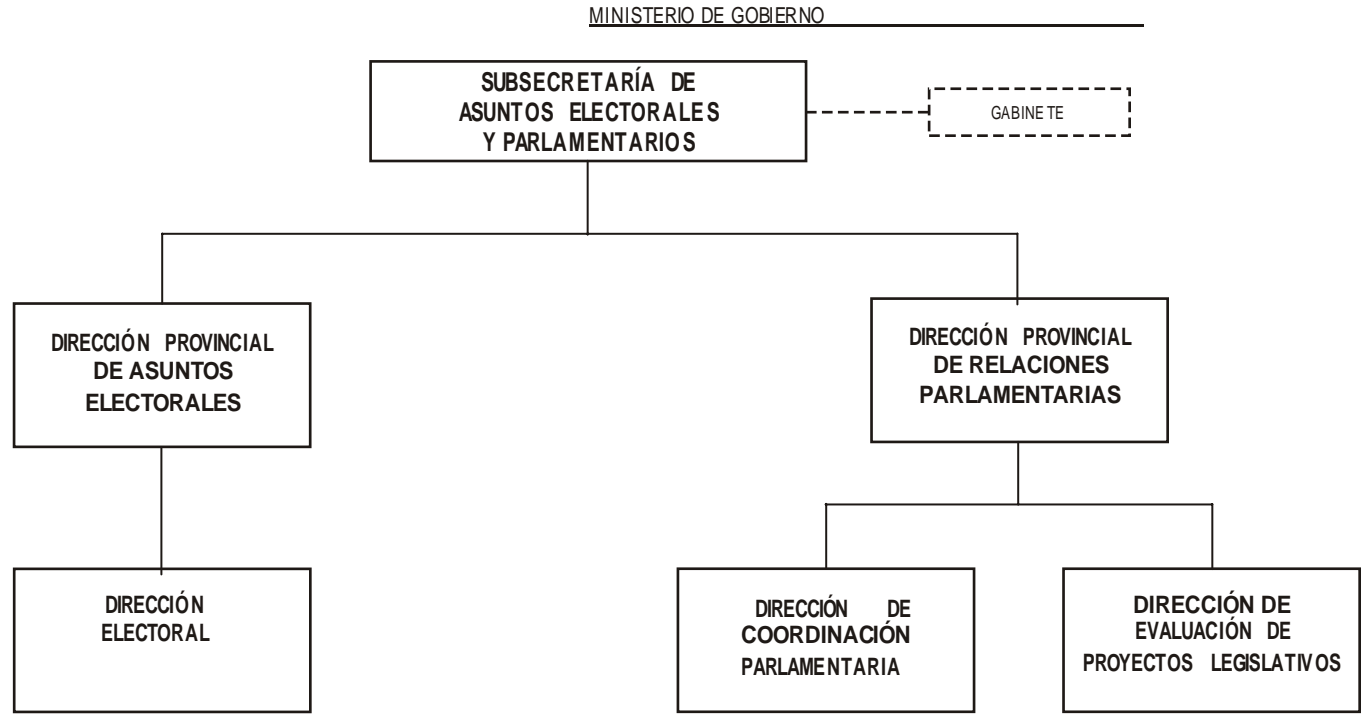 MINISTERIO DE GOBIERNO
SUBSECRETARÍA DE
ASUNTOS ELECTORALES
Y PARLAMENTARIOS
GABINETE
DIRECCIÓN PROVINCIAL
DE ASUNTOS
ELECTORALES
DIRECCIÓN PROVINCIAL
DE RELACIONES
PARLAMENTARIAS
DIRECCIÓN
ELECTORAL
DIRECCIÓN DE
COORDINACIÓN
PARLAMENTARIA
DIRECCIÓN DE
EVALUACIÓN DE
PROYECTOS LEGISLATIVOS